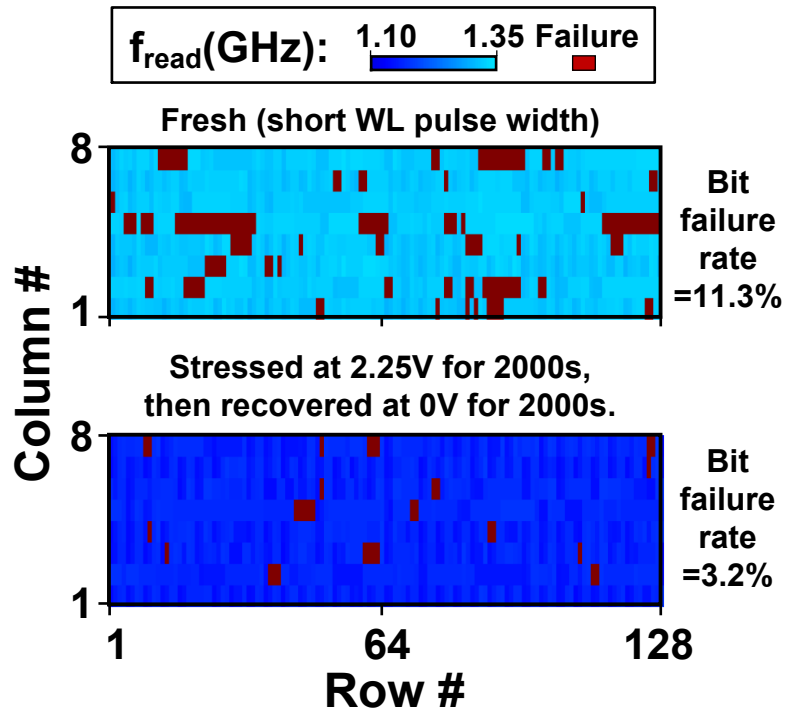 f_read(GHz): 1.10 1.35 Failure
Fresh (short WL pulse width)
8
1
Bit
failure
rate
=11.3%
Column #
Stressed at 2.25V for 2000s,
then recovered at 0V for 2000s.
8
1
Bit
failure
rate
=3.2%
1 64 128
Row #